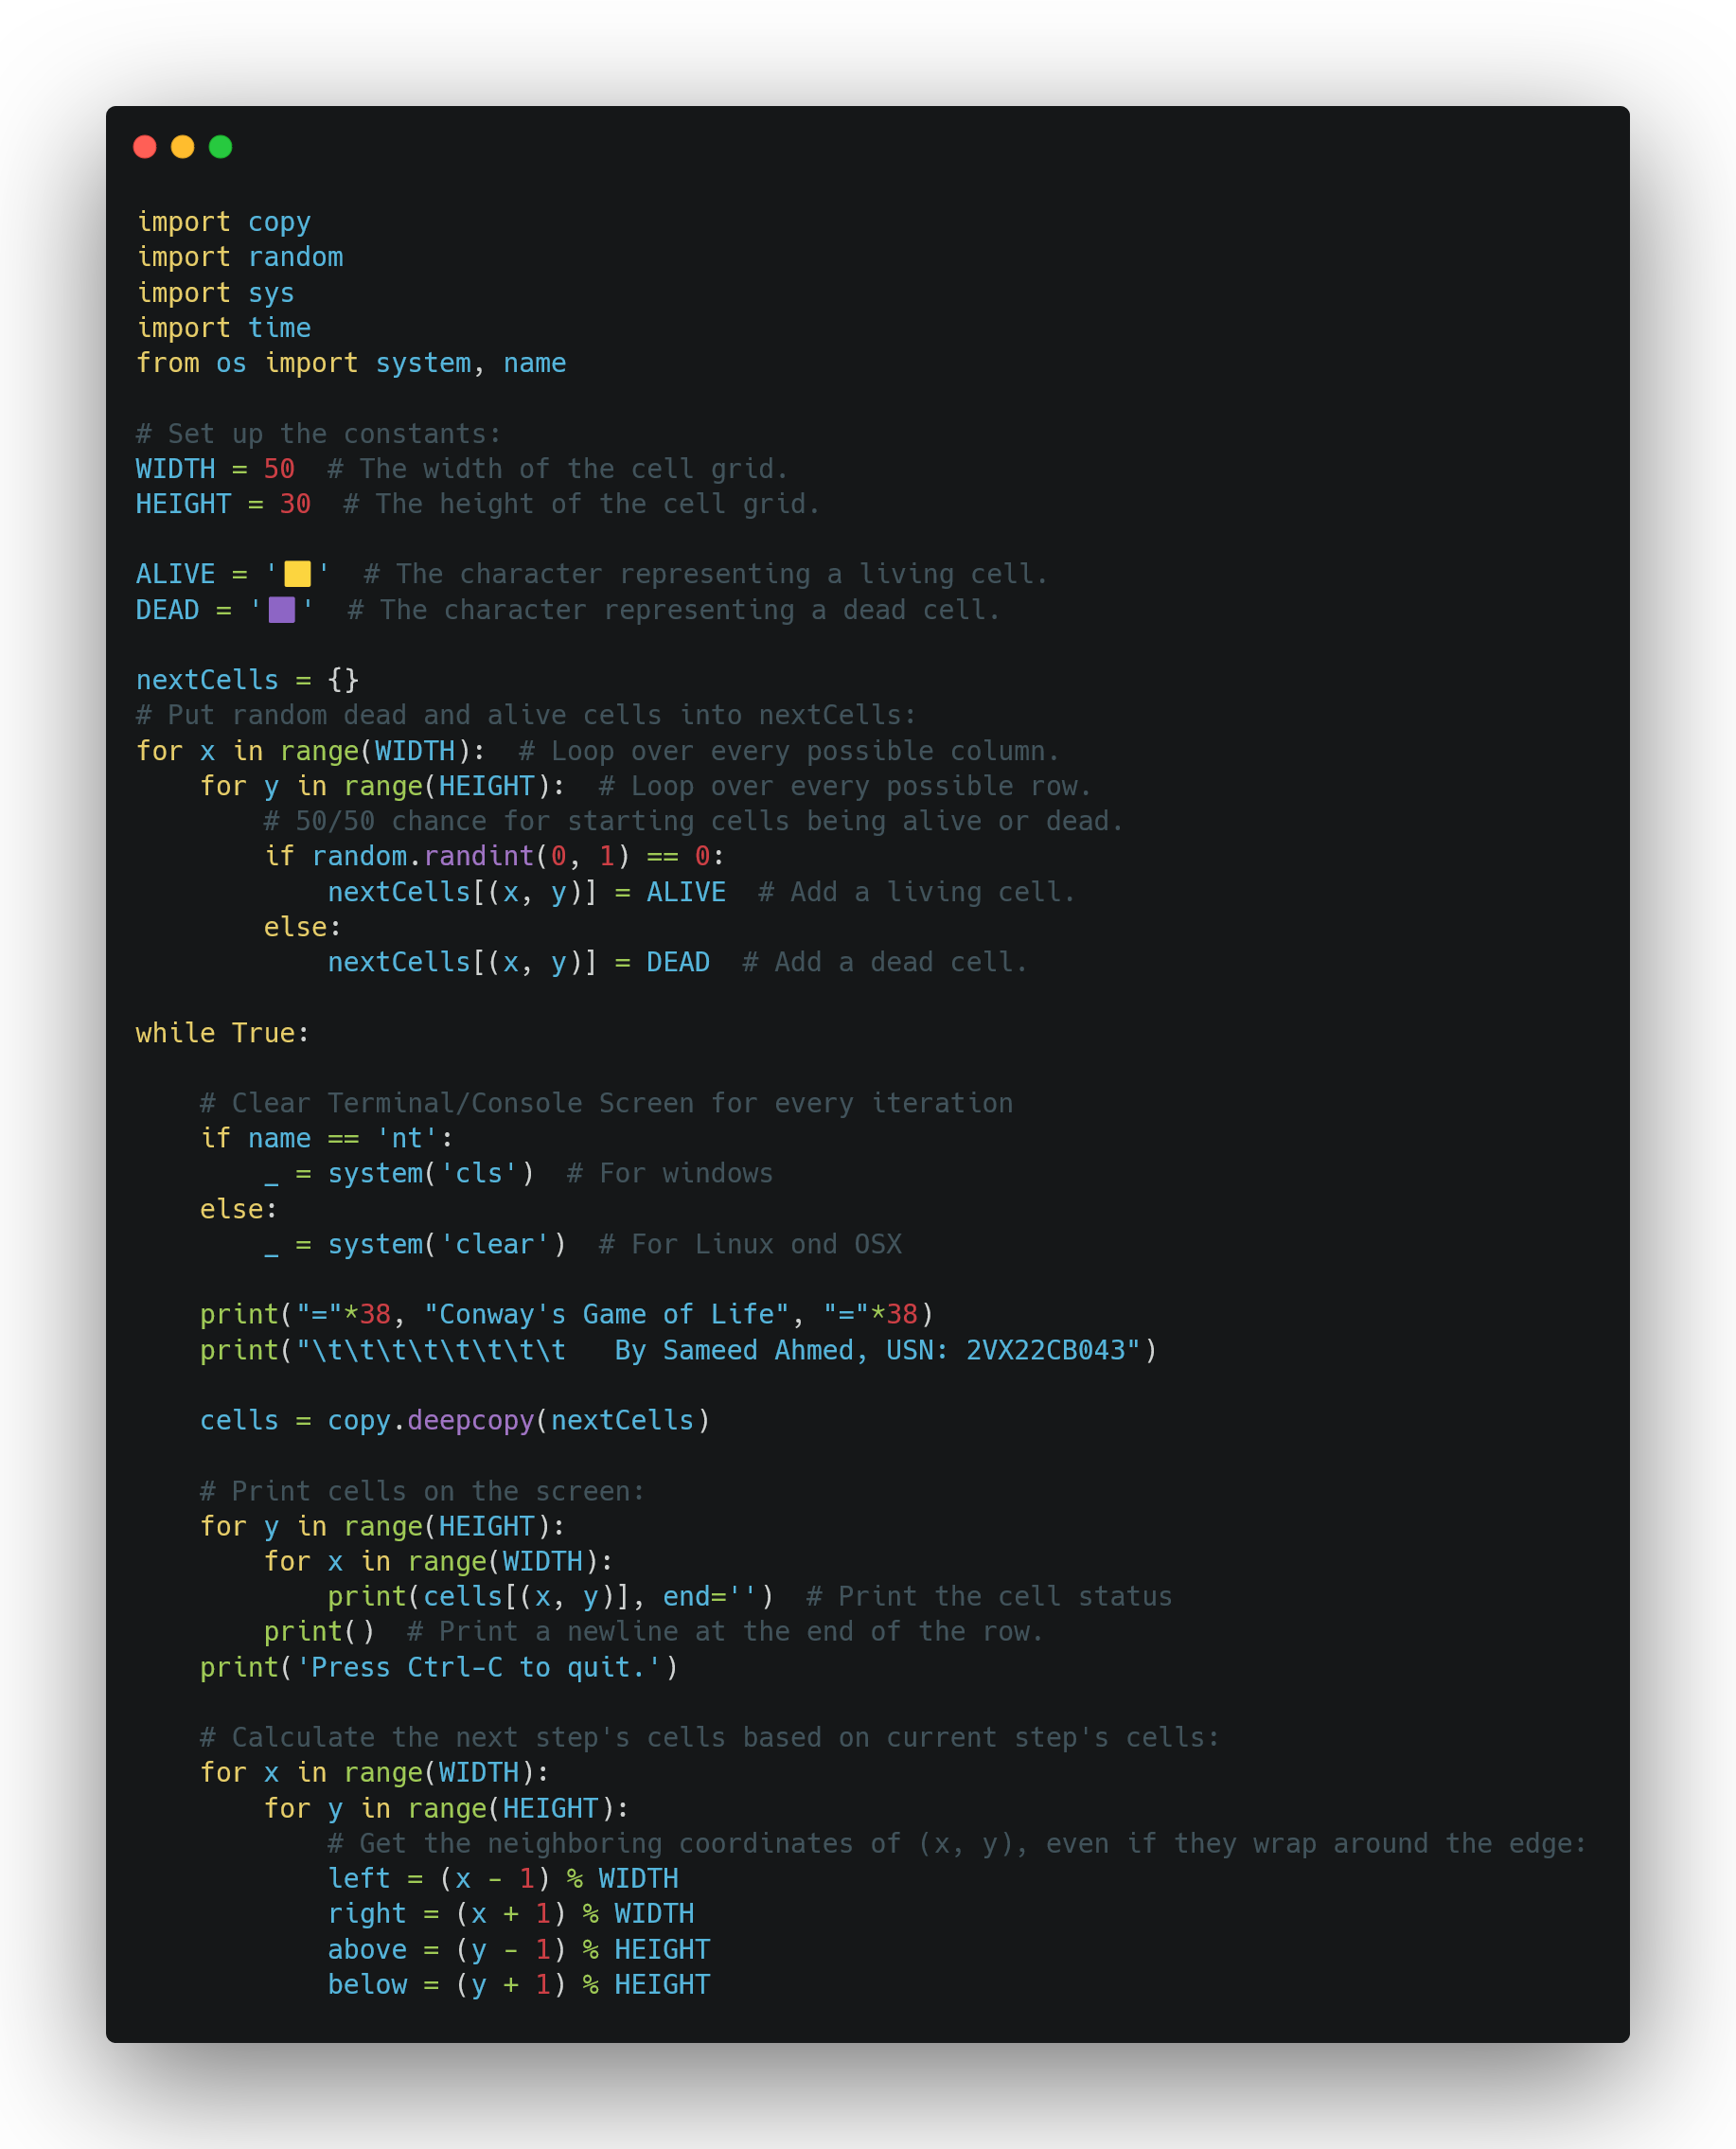 import copy
import random
import sys
import time
from os import system, name

# Set up the constants:
WIDTH = 50  # The width of the cell grid.
HEIGHT = 30  # The height of the cell grid.

ALIVE = '🟨'  # The character representing a living cell.
DEAD = '🟪'  # The character representing a dead cell.

nextCells = {}
# Put random dead and alive cells into nextCells:
for x in range(WIDTH):  # Loop over every possible column.
    for y in range(HEIGHT):  # Loop over every possible row.
        # 50/50 chance for starting cells being alive or dead.
        if random.randint(0, 1) == 0:
            nextCells[(x, y)] = ALIVE  # Add a living cell.
        else:
            nextCells[(x, y)] = DEAD  # Add a dead cell.

while True:

    # Clear Terminal/Console Screen for every iteration
    if name == 'nt':
        _ = system('cls')  # For windows
    else:
        _ = system('clear')  # For Linux ond OSX

    print("="*38, "Conway's Game of Life", "="*38)
    print("\t\t\t\t\t\t\t\t   By Sameed Ahmed, USN: 2VX22CB043")

    cells = copy.deepcopy(nextCells)

    # Print cells on the screen:
    for y in range(HEIGHT):
        for x in range(WIDTH):
            print(cells[(x, y)], end='')  # Print the cell status
        print()  # Print a newline at the end of the row.
    print('Press Ctrl-C to quit.')

    # Calculate the next step's cells based on current step's cells:
    for x in range(WIDTH):
        for y in range(HEIGHT):
            # Get the neighboring coordinates of (x, y), even if they wrap around the edge:
            left = (x - 1) % WIDTH
            right = (x + 1) % WIDTH
            above = (y - 1) % HEIGHT
            below = (y + 1) % HEIGHT